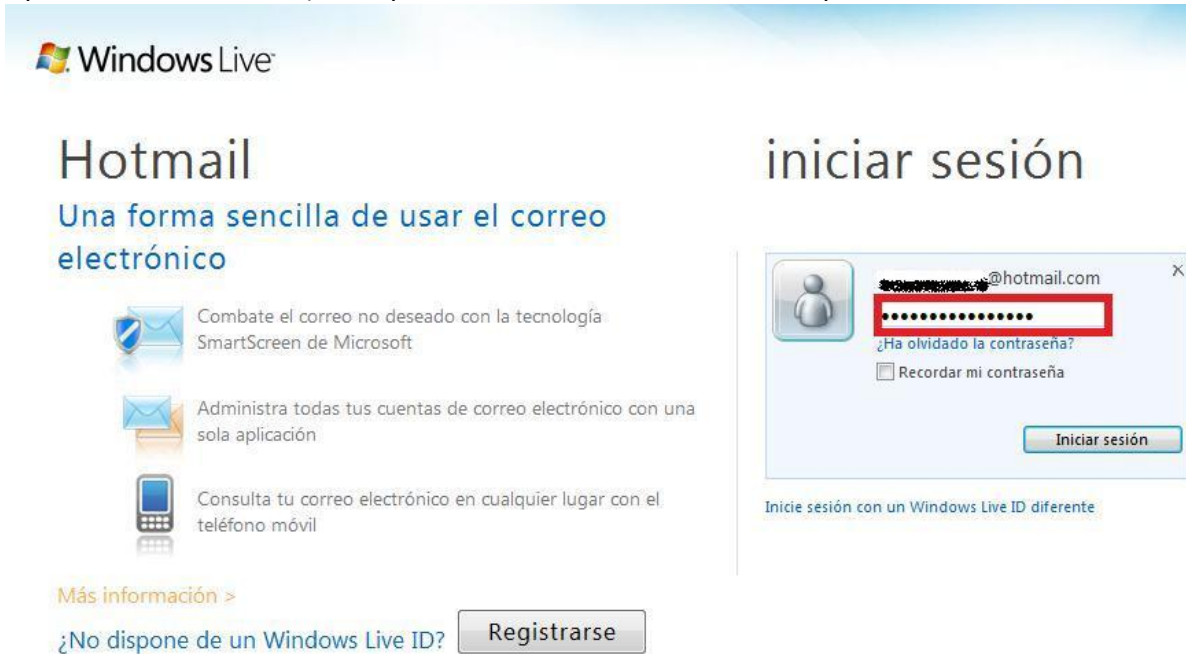 Windows Live
Hotmail
Una forma sencilla de usar el correo
electrónico
Combate el correo no deseado con la tecnología
SmartScreen de Microsoft
Administra todas tus cuentas de correo electrónico con una
sola aplicación
Consulta tu correo electrónico en cualquier lugar con el
teléfono móvil
Más información >
¿No dispone de un Windows Live ID? Registrarse
iniciar sesión
@hotmail.com
••••••••••••••••
¿Ha olvidado la contraseña?
Recordar mi contraseña
Iniciar sesión
Inicie sesión con un Windows Live ID diferente